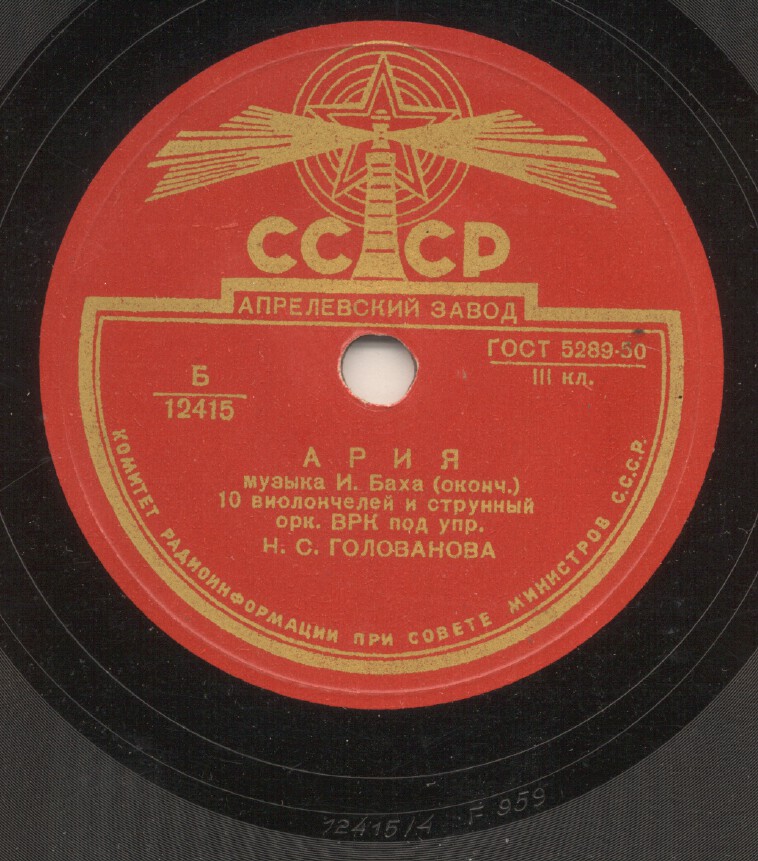 СССР
АПРЕЛЕВСКИЙ ЗАВОД
ГОСТ 5289-50
III кл.
Б
12415
АРИЯ
музыка И. Баха (оконч.)
10 виолончелей и струнный
орк. ВРК под упр.
Н. С. ГОЛОВАНОВА
КОМИТЕТ РАДИОИНФОРМАЦИИ ПРИ СОВЕТЕ МИНИСТРОВ С.С.С.Р.
12415/4 F 959